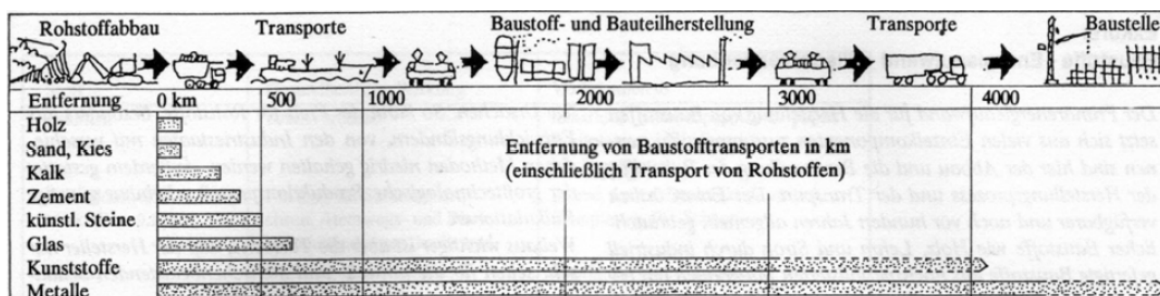 Rohstoffabbau Transporte Baustoff- und Bauteilherstellung Transporte Baustelle
Entfernung 0 km 500 1000 2000 3000 4000
Holz
Sand, Kies
Kalk
Zement
künstl. Steine
Glas
Kunststoffe
Metalle
Entfernung von Baustofftransporten in km
(einschließlich Transport von Rohstoffen)